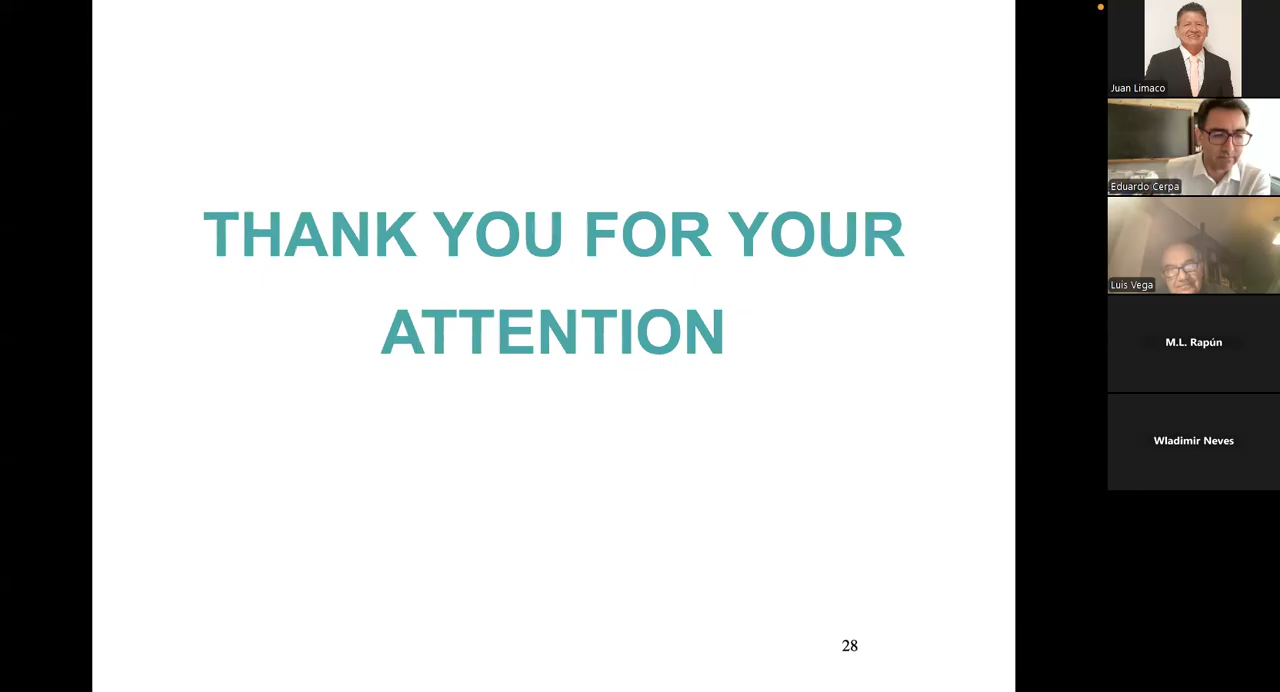 THANK YOU FOR YOUR
ATTENTION
28
Juan Limaco
Eduardo Cerpa
Luis Vega
M.L. Rapún
Wladimir Neves